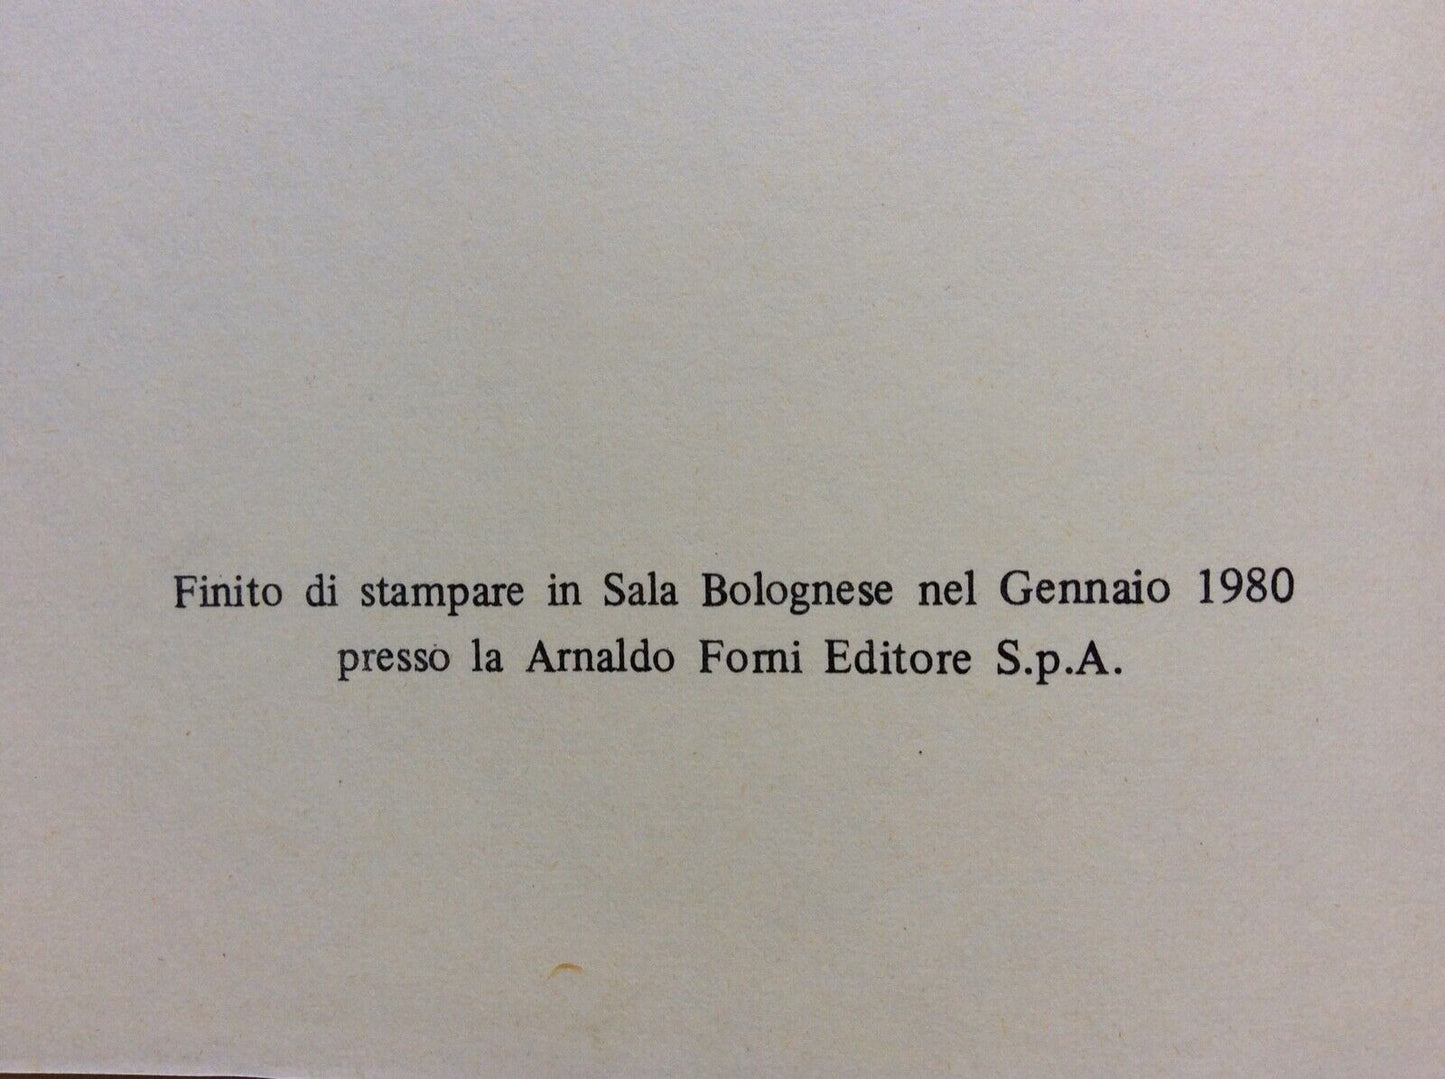 Finito di stampare in Sala Bolognese nel Gennaio 1980
presso la Arnaldo Forni Editore S.p.A.